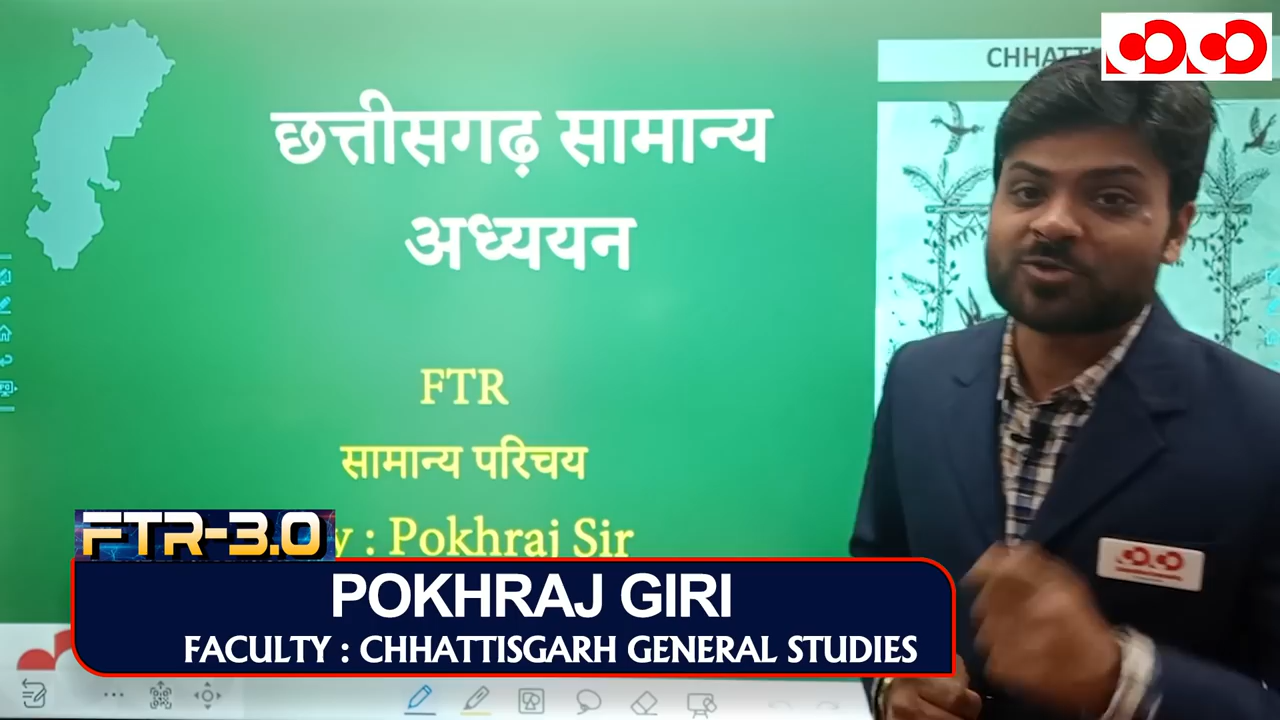 छत्तीसगढ़ सामान्य
अध्ययन
FTR
सामान्य परिचय
y : Pokhraj Sir
FTR-3.0
POKHRAJ GIRI
FACULTY : CHHATTISGARH GENERAL STUDIES